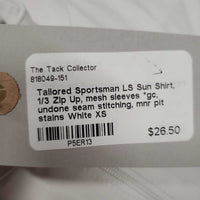 The Tack Collector
818049-151
Tailored Sportsman LS Sun Shirt,
1/3 Zip Up, mesh sleeves *gc,
undone seam stitching, mnr pit
stains White XS
$26.50
P5ER13